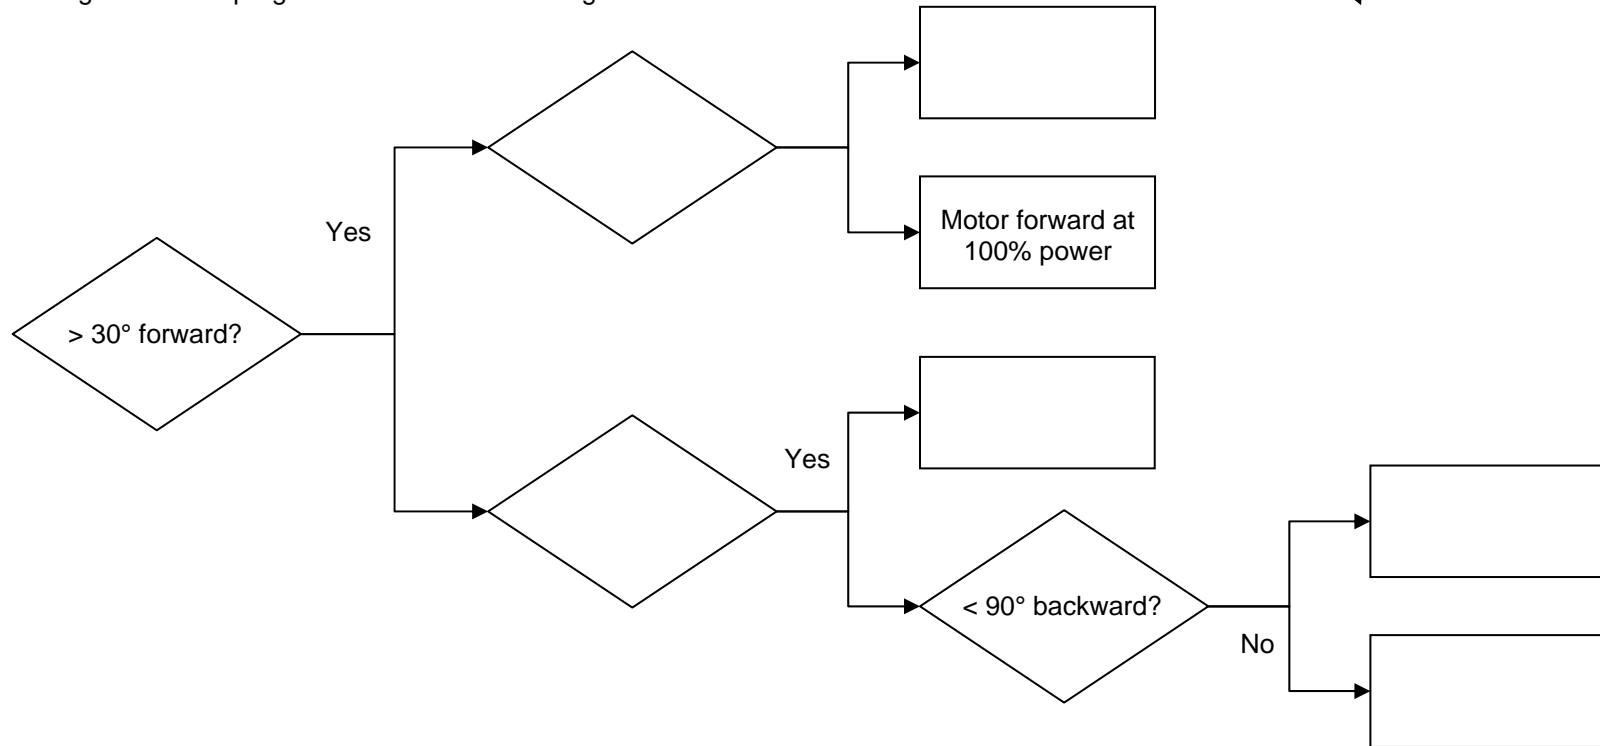 Yes
Motor forward at
100% power
> 30° forward?
Yes
< 90° backward?
No